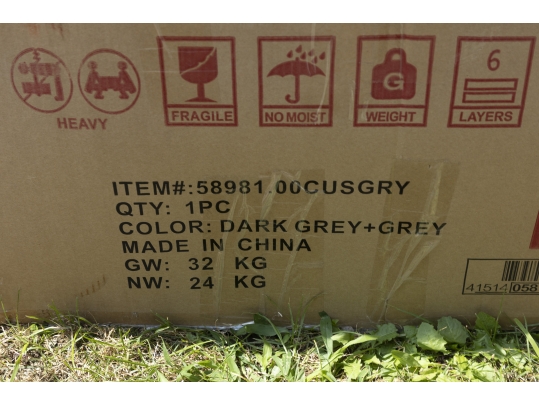 HEAVY
FRAGILE
NO MOIST
G
WEIGHT
6
LAYERS
ITEM#:58981.00CUSGRY
QTY: 1PC
COLOR: DARK GREY+GREY
MADE IN CHINA
GW: 32 KG
NW: 24 KG
41514 058